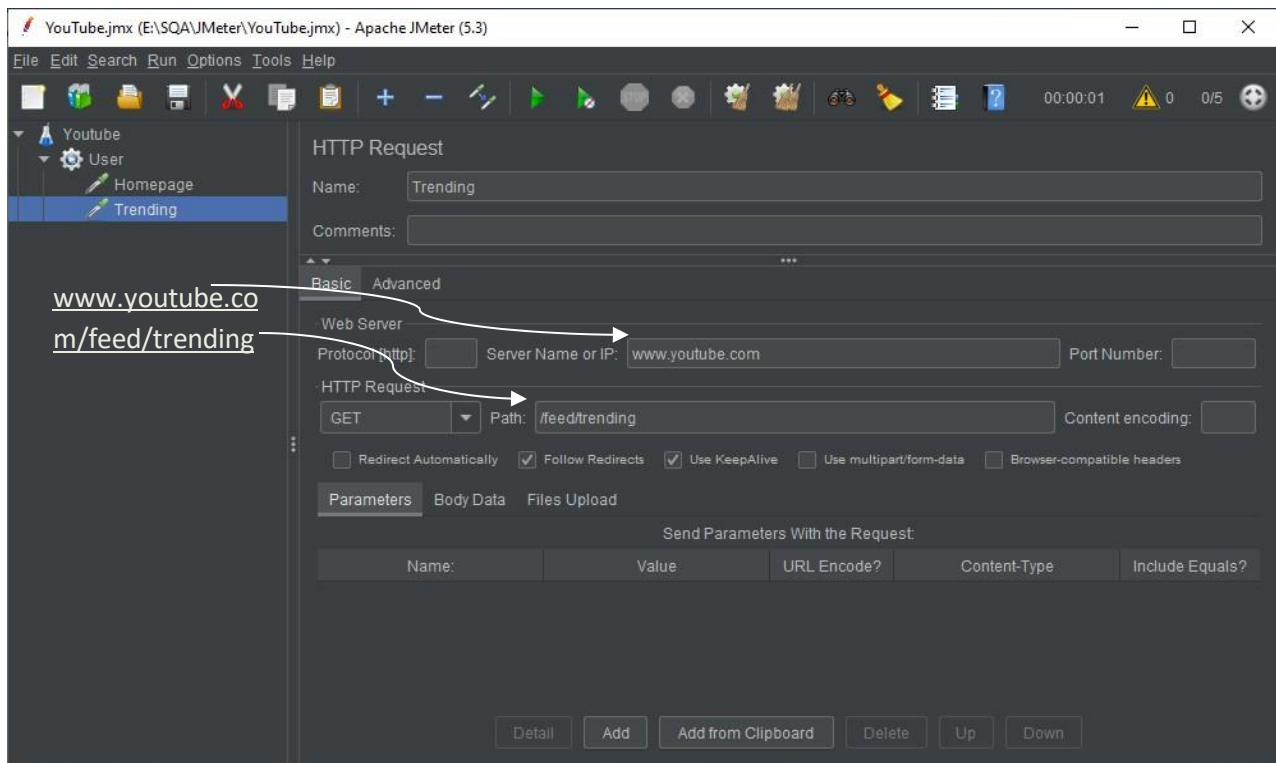 YouTube.jmx (E:\SQA\JMeter\YouTube.jmx) - Apache JMeter (5.3)
File Edit Search Run Options Tools Help
00:00:01 0 0/5
Youtube
User
Homepage
Trending
HTTP Request
Name: Trending
Comments:
Basic Advanced
www.youtube.co
m/feed/trending
Web Server
Protocol [http]: Server Name or IP: www.youtube.com Port Number:
HTTP Request
GET Path: /feed/trending Content encoding:
Redirect Automatically Follow Redirects Use KeepAlive Use multipart/form-data Browser-compatible headers
Parameters Body Data Files Upload
Send Parameters With the Request:
Name: Value URL Encode? Content-Type Include Equals?
Detail Add Add from Clipboard Delete Up Down